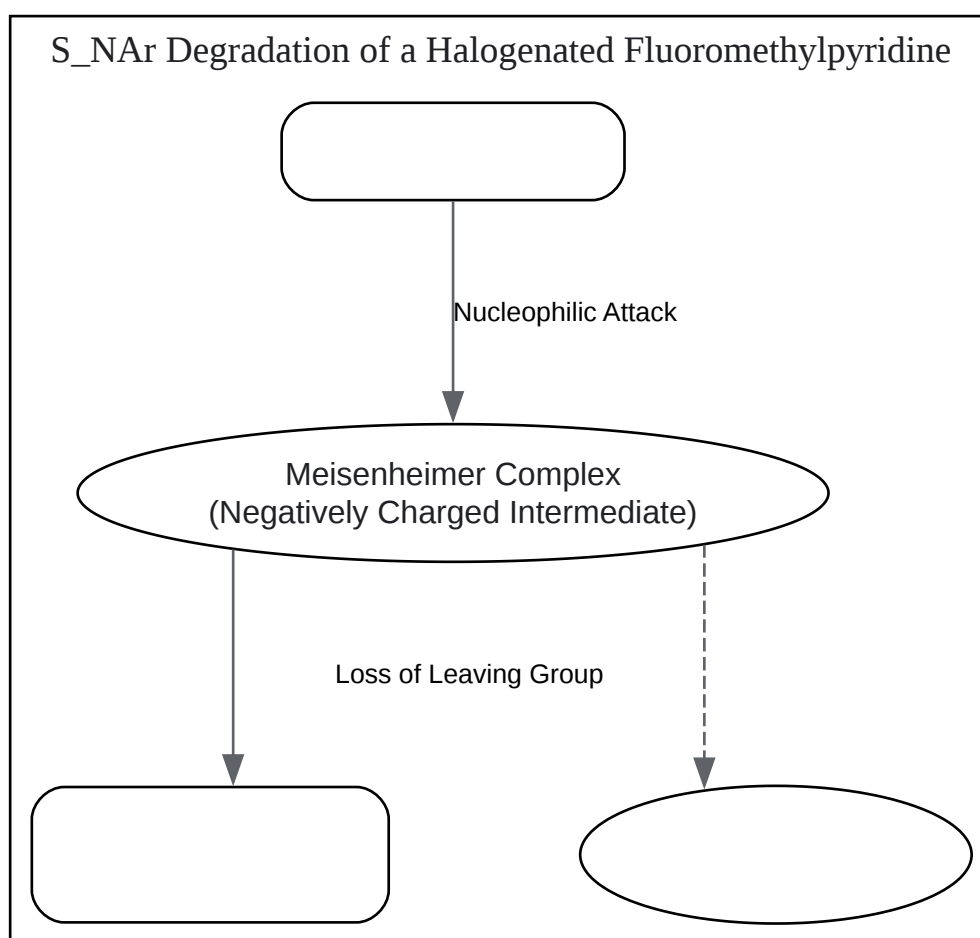 S_NAr Degradation of a Halogenated Fluoromethylpyridine
Nucleophilic Attack
Meisenheimer Complex
(Negatively Charged Intermediate)
Loss of Leaving Group